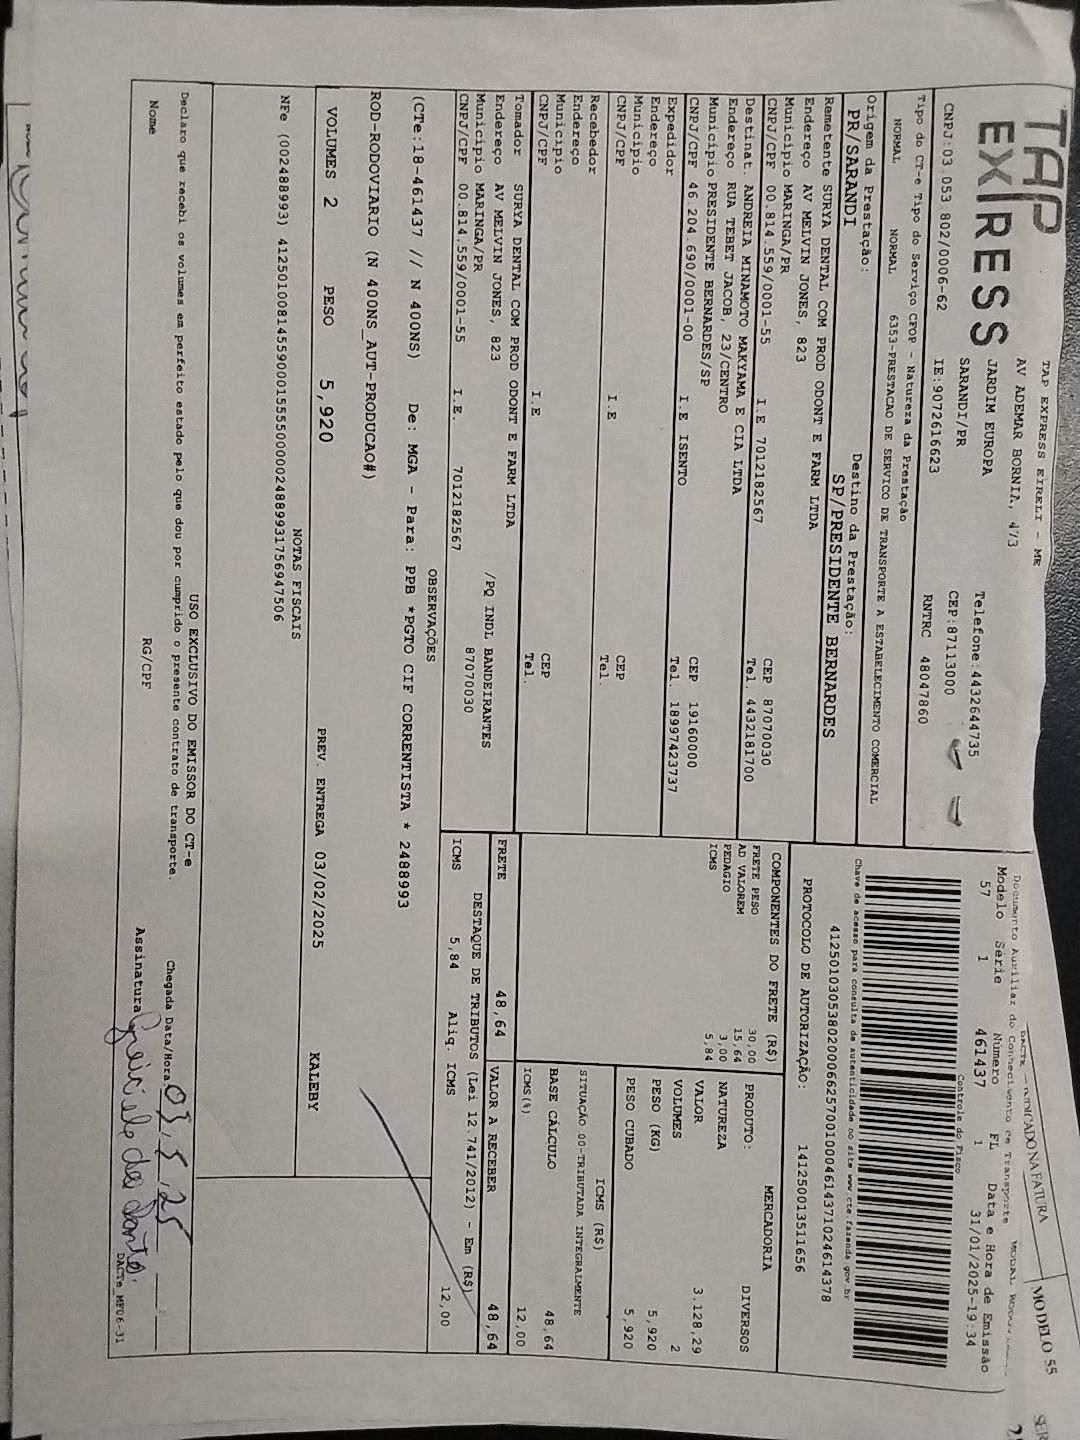 TAP
EXPRESS
TAP EXPRESS EIRELI - ME
AV ADEMAR BORNIA, 473
JARDIM EUROPA
SARANDI/PR
Telefone:4432644735
CEP:87113000
CNPJ:03.053.802/0006-62 IE:9072616623 RNTRC 48047860
MODELO 55
Documento Auxiliar do Conhecimento de Transporte
Modelo Série Número FL Data e Hora de Emissão
57 1 461437 1 31/01/2025-19:34
Controle do Fisco
Chave de acesso para consulta de autenticidade no site www.cte.fazenda.gov.br
41250103053802000662570010004614371024614378
PROTOCOLO DE AUTORIZAÇÃO: 141250013511656
Tipo do CT-e Tipo do Serviço CFOP - Natureza da Prestação
NORMAL NORMAL 6353-PRESTACAO DE SERVICO DE TRANSPORTE A ESTABELECIMENTO COMERCIAL
Origem da Prestação: Destino da Prestação:
PR/SARANDI SP/PRESIDENTE BERNARDES
Remetente SURYA DENTAL COM PROD ODONT E FARM LTDA
Endereço AV MELVIN JONES, 823
Município MARINGA/PR CEP 87070030
CNPJ/CPF 00.814.559/0001-55 I.E 7012182567 Tel. 4432181700
Destinat. ANDREIA MINAMOTO MAKYAMA E CIA LTDA
Endereço RUA TEBET JACOB, 23/CENTRO
Município PRESIDENTE BERNARDES/SP CEP 19160000
CNPJ/CPF 46.204.690/0001-00 I.E ISENTO Tel. 18997423737
Expedidor
Endereço
Município CEP
CNPJ/CPF I.E Tel.
Recebedor
Endereço
Município CEP
CNPJ/CPF I.E Tel.
Tomador SURYA DENTAL COM PROD ODONT E FARM LTDA
Endereço AV MELVIN JONES, 823 /PQ INDL BANDEIRANTES
Município MARINGA/PR 87070030
CNPJ/CPF 00.814.559/0001-55 I.E. 7012182567
COMPONENTES DO FRETE (R$)
FRETE PESO 30,00
AD VALOREM 15,64
PEDAGIO 3,00
ICMS 5,84
FRETE 48,64
MERCADORIA
PRODUTO: DIVERSOS
NATUREZA
VALOR 3.128,29
VOLUMES 2
PESO (KG) 5,920
PESO CUBADO 5,920
ICMS (R$)
SITUAÇÃO 00-TRIBUTADA INTEGRALMENTE
BASE CÁLCULO 48,64
ICMS(%) 12,00
VALOR A RECEBER 48,64
DESTAQUE DE TRIBUTOS (Lei 12.741/2012) - Em (R$)
ICMS 5,84 Aliq. ICMS 12,00
OBSERVAÇÕES
(CTe:18-461437 // N 400NS) De: MGA - Para: PPB *PGTO CIF CORRENTISTA * 2488993
ROD-RODOVIARIO (N 400NS_AUT-PRODUCAO#)
VOLUMES 2 PESO 5,920 PREV. ENTREGA 03/02/2025 KALEBY
NOTAS FISCAIS
NFe (002488993) 41250100814559000155550000024889931756947506
USO EXCLUSIVO DO EMISSOR DO CT-e
Declaro que recebi os volumes em perfeito estado pelo que dou por cumprido o presente contrato de transporte.
Chegada Data/Hora
Nome RG/CPF Assinatura
DACTe_MF06-31